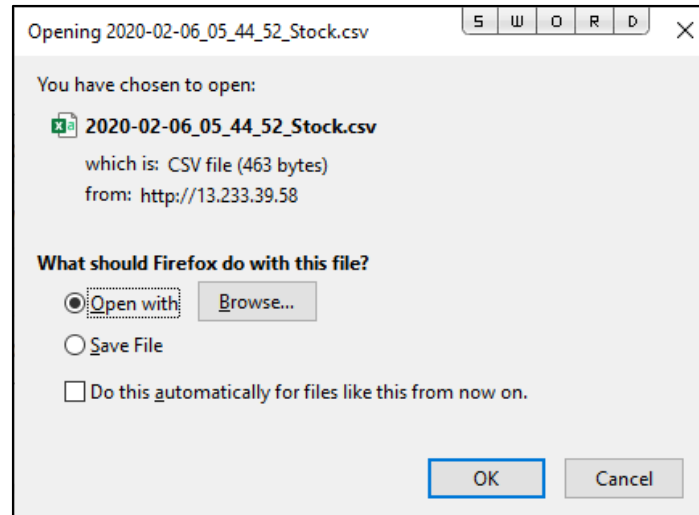 Opening 2020-02-06_05_44_52_Stock.csv
S W O R D
You have chosen to open:
2020-02-06_05_44_52_Stock.csv
which is: CSV file (463 bytes)
from: http://13.233.39.58
What should Firefox do with this file?
Open with Browse...
Save File
Do this automatically for files like this from now on.
OK Cancel